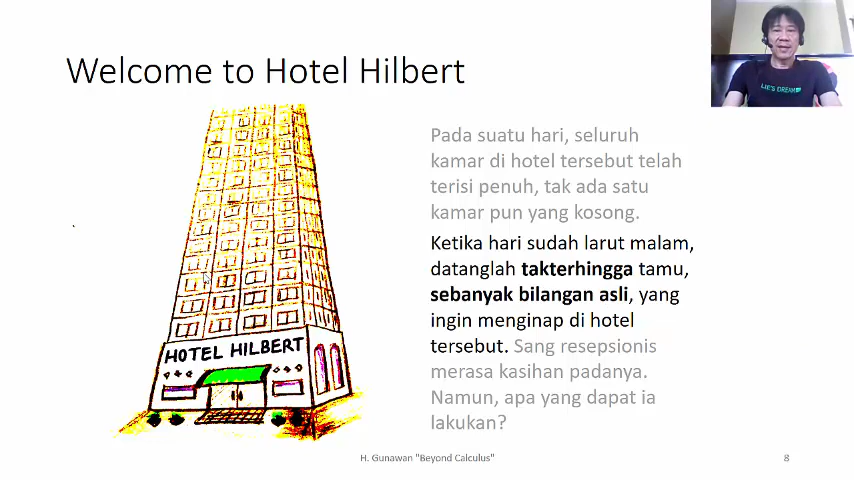 Welcome to Hotel Hilbert
HOTEL HILBERT
Pada suatu hari, seluruh
kamar di hotel tersebut telah
terisi penuh, tak ada satu
kamar pun yang kosong.
Ketika hari sudah larut malam,
datanglah takterhingga tamu,
sebanyak bilangan asli, yang
ingin menginap di hotel
tersebut. Sang resepsionis
merasa kasihan padanya.
Namun, apa yang dapat ia
lakukan?
H. Gunawan "Beyond Calculus"
8